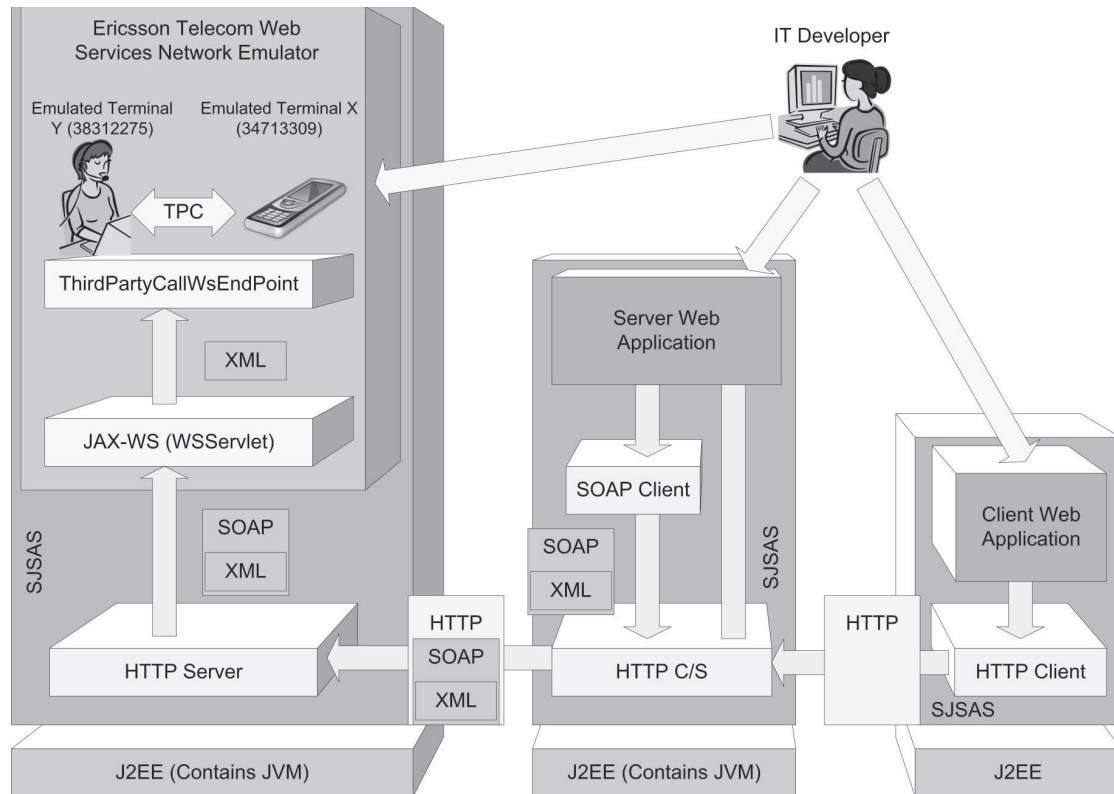 Ericsson Telecom Web
Services Network Emulator
IT Developer
Emulated Terminal
Y (38312275)
Emulated Terminal X
(34713309)
TPC
ThirdPartyCallWsEndPoint
XML
JAX-WS (WSServlet)
SOAP
XML
SJSAS
HTTP Server
J2EE (Contains JVM)
HTTP
SOAP
XML
Server Web
Application
SOAP Client
SOAP
XML
SJSAS
HTTP C/S
J2EE (Contains JVM)
HTTP
Client Web
Application
HTTP Client
SJSAS
J2EE